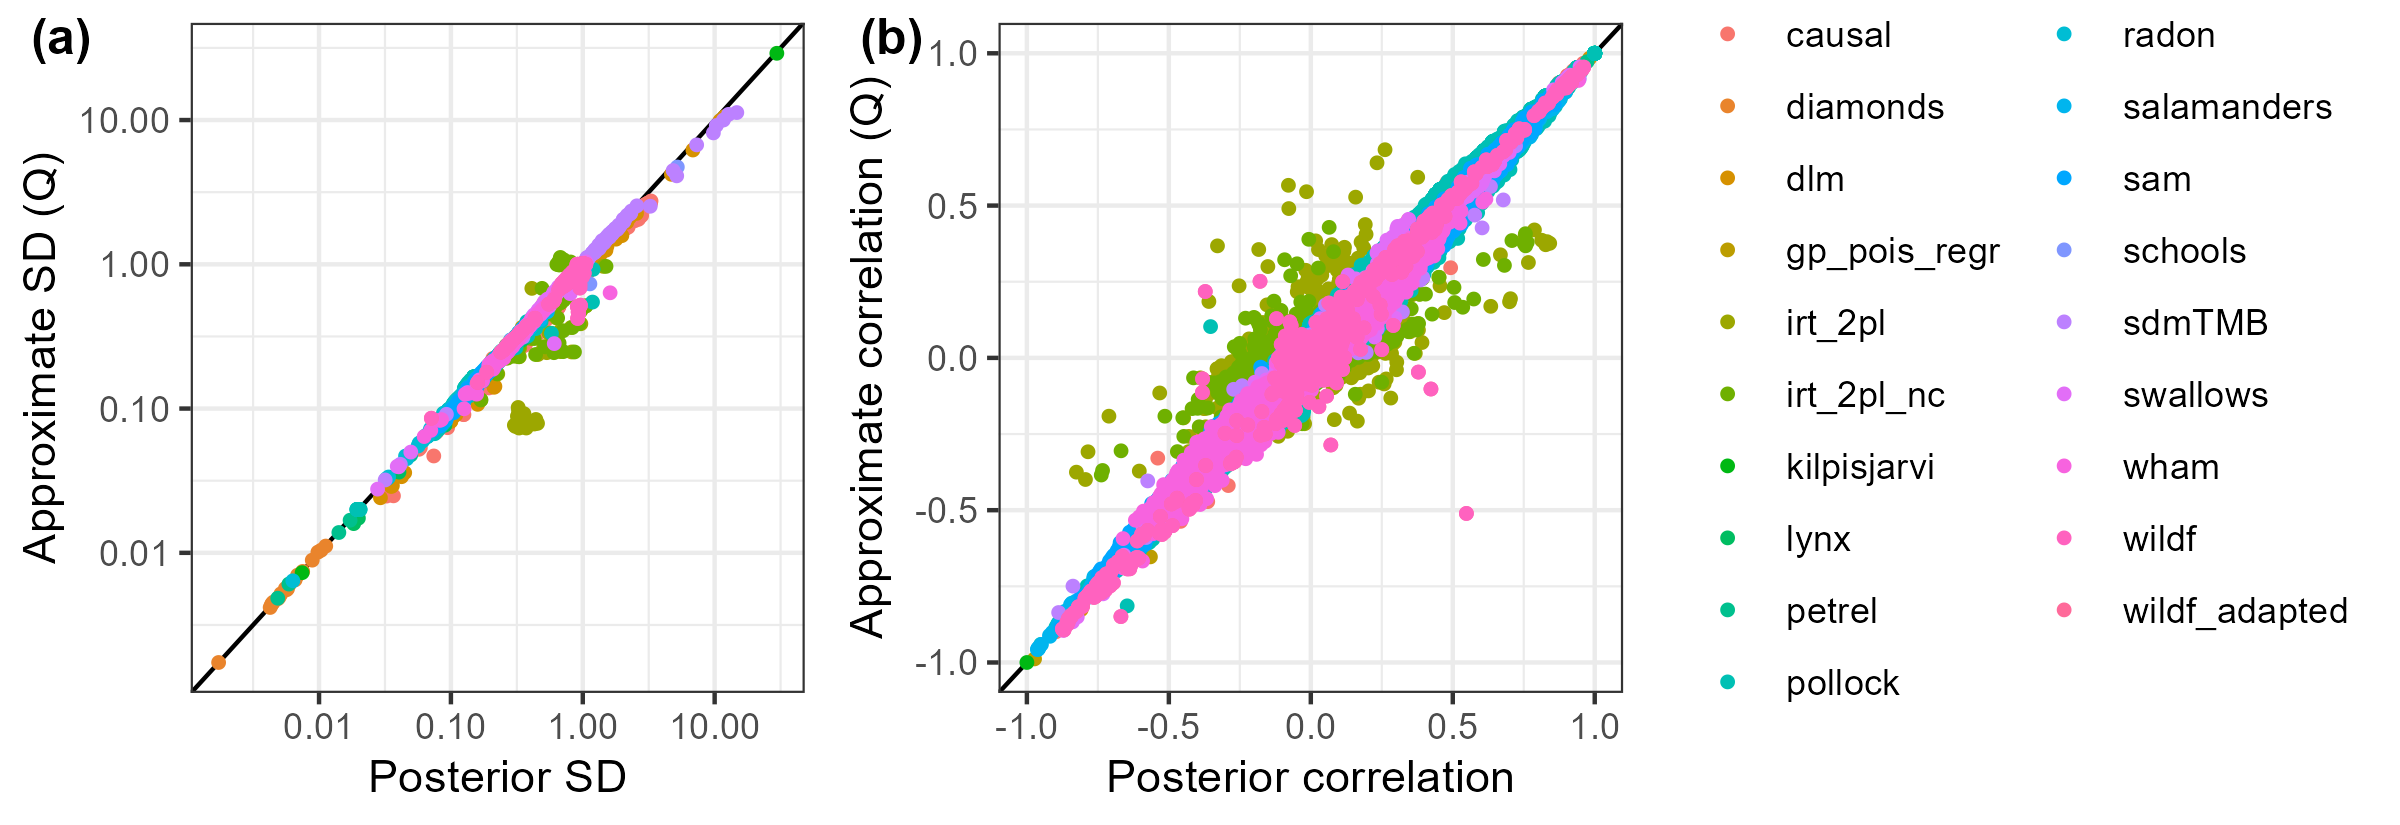 (a)
Approximate SD (Q)
10.00
1.00
0.10
0.01
0.01 0.10 1.00 10.00
Posterior SD
(b)
Approximate correlation (Q)
1.0
0.5
0.0
-0.5
-1.0
-1.0 -0.5 0.0 0.5 1.0
Posterior correlation
causal
diamonds
dlm
gp_pois_regr
irt_2pl
irt_2pl_nc
kilpisjarvi
lynx
petrel
pollock
radon
salamanders
sam
schools
sdmTMB
swallows
wham
wildf
wildf_adapted